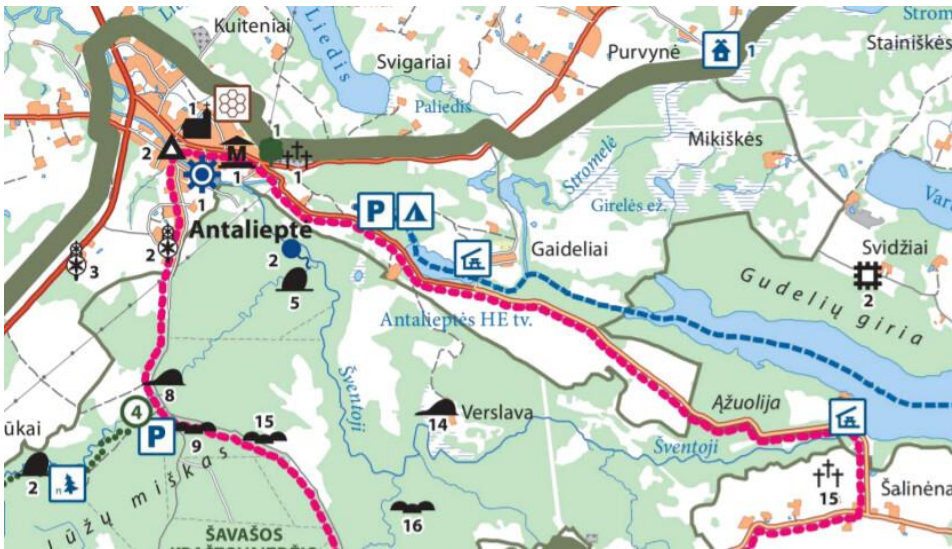 Kuiteniai
Liedis
Svigariai
Purvynė
1
Stainiškės
Paliedis
1
1
2
M
1
1
1
Mikiškės
Stromelė
Girelės ež.
P
Antalieptė
3
2
2
5
Gaideliai
Svidžiai
2
Gudelių giria
Antalieptės HE tv.
Šventoji
8
4
P
9
15
14
Verslava
Ąžuolija
Šventoji
ūkai
2
n
Lūžų miškas
16
15
Šalinėna
ŠAVAŠOS